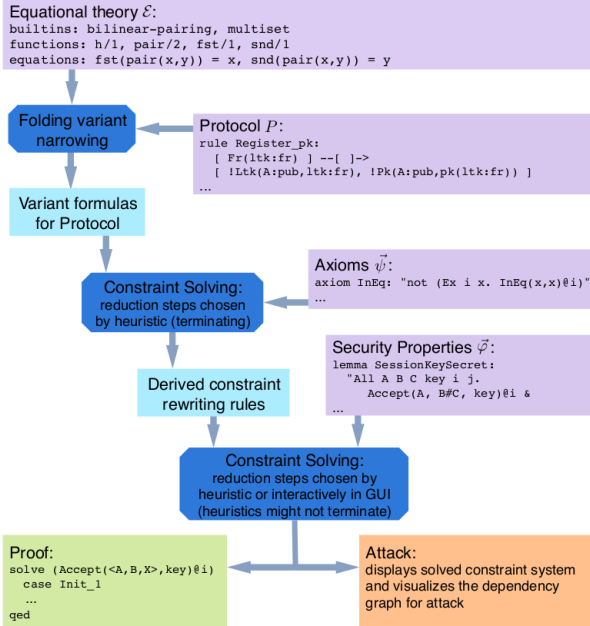 Equational theory ℰ:
builtins: bilinear-pairing, multiset
functions: h/1, pair/2, fst/1, snd/1
equations: fst(pair(x,y)) = x, snd(pair(x,y)) = y
Folding variant
narrowing
Protocol P:
rule Register_pk:
[ Fr(ltk:fr) ] --[ ]->
[ !Ltk(A:pub,ltk:fr), !Pk(A:pub,pk(ltk:fr)) ]
...
Variant formulas
for Protocol
Axioms ψ⃗:
axiom InEq: "not (Ex i x. InEq(x,x)@i)"
...
Constraint Solving:
reduction steps chosen
by heuristic (terminating)
Security Properties φ⃗:
lemma SessionKeySecret:
"All A B C key i j.
Accept(A, B#C, key)@i &
...
Derived constraint
rewriting rules
Constraint Solving:
reduction steps chosen by
heuristic or interactively in GUI
(heuristics might not terminate)
Proof:
solve (Accept(<A,B,X>,key)@i)
case Init_1
...
qed
Attack:
displays solved constraint system
and visualizes the dependency
graph for attack